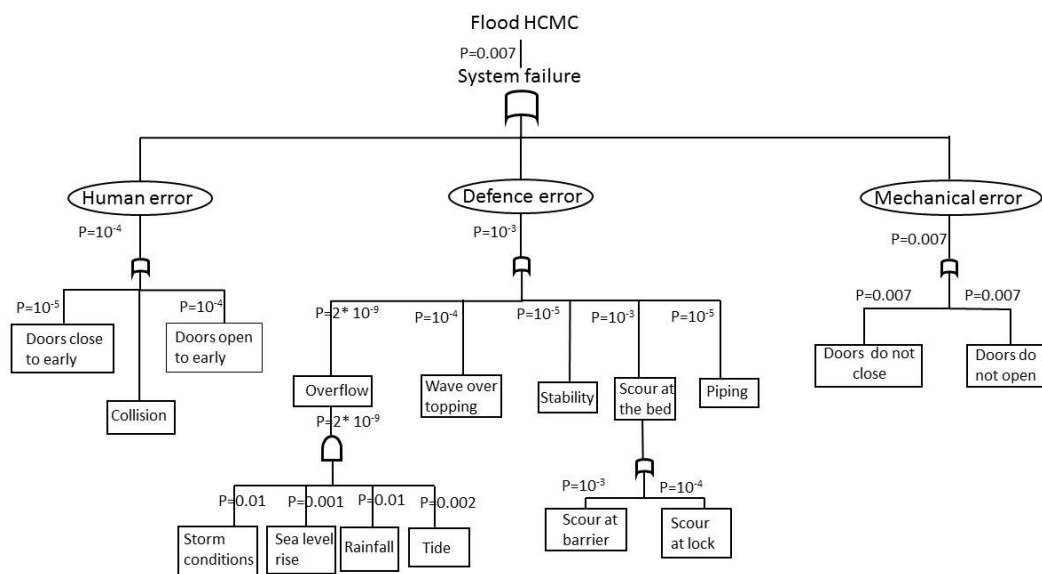 Flood HCMC
P=0.007
System failure
Human error
Defence error
Mechanical error
P=10⁻⁴
P=10⁻³
P=0.007
P=10⁻⁵
P=10⁻⁴
Doors close
to early
Doors open
to early
Collision
P=2* 10⁻⁹
P=10⁻⁴
P=10⁻⁵
P=10⁻³
P=10⁻⁵
Overflow
Wave over
topping
Stability
Scour at
the bed
Piping
P=0.007
P=0.007
Doors do not
close
Doors do
not open
P=2* 10⁻⁹
P=0.01
P=0.001
P=0.01
P=0.002
Storm
conditions
Sea level
rise
Rainfall
Tide
P=10⁻³
P=10⁻⁴
Scour at
barrier
Scour
at lock